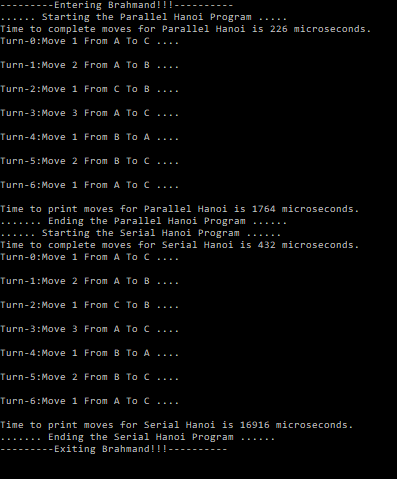 ---------Entering Brahmand!!!----------
...... Starting the Parallel Hanoi Program .....
Time to complete moves for Parallel Hanoi is 226 microseconds.
Turn-0:Move 1 From A To C ....
Turn-1:Move 2 From A To B ....
Turn-2:Move 1 From C To B ....
Turn-3:Move 3 From A To C ....
Turn-4:Move 1 From B To A ....
Turn-5:Move 2 From B To C ....
Turn-6:Move 1 From A To C ....
Time to print moves for Parallel Hanoi is 1764 microseconds.
....... Ending the Parallel Hanoi Program ......
...... Starting the Serial Hanoi Program ......
Time to complete moves for Serial Hanoi is 432 microseconds.
Turn-0:Move 1 From A To C ....
Turn-1:Move 2 From A To B ....
Turn-2:Move 1 From C To B ....
Turn-3:Move 3 From A To C ....
Turn-4:Move 1 From B To A ....
Turn-5:Move 2 From B To C ....
Turn-6:Move 1 From A To C ....
Time to print moves for Serial Hanoi is 16916 microseconds.
....... Ending the Serial Hanoi Program ......
---------Exiting Brahmand!!!----------